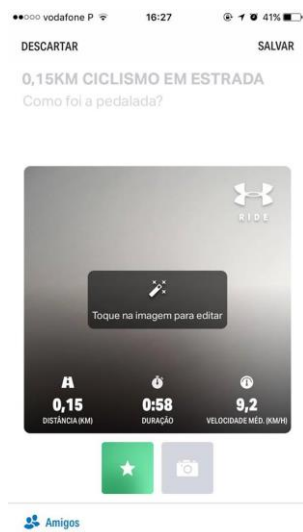 vodafone P 16:27 41%
DESCARTAR SALVAR
0,15KM CICLISMO EM ESTRADA
Como foi a pedalada?
RIDE
Toque na imagem para editar
0,15 0:58 9,2
DISTÂNCIA (KM) DURAÇÃO VELOCIDADE MÉD. (KM/H)
Amigos